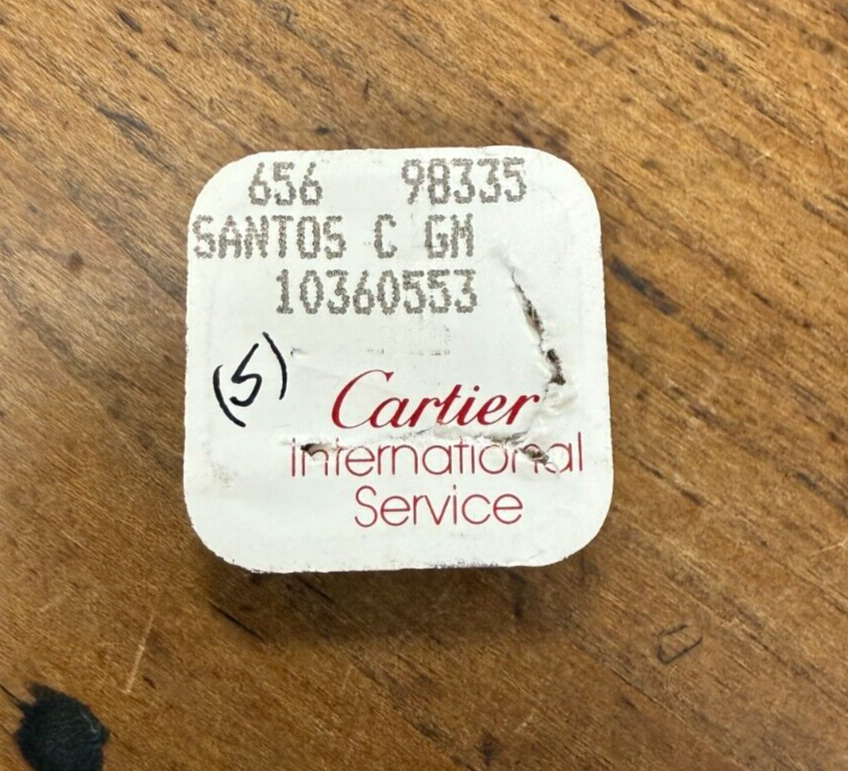 656 98335
SANTOS C GM
10360553
(5)
Cartier
international
Service